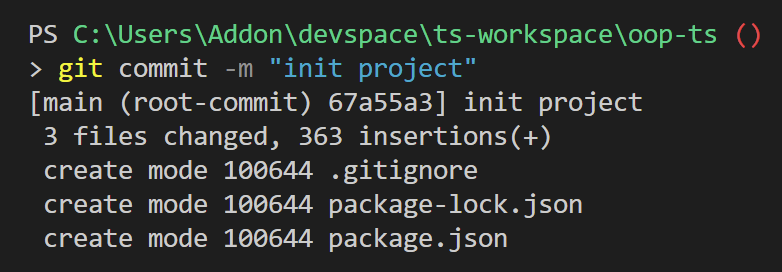 PS C:\Users\Addon\devspace\ts-workspace\oop-ts ()
> git commit -m "init project"
[main (root-commit) 67a55a3] init project
 3 files changed, 363 insertions(+)
 create mode 100644 .gitignore
 create mode 100644 package-lock.json
 create mode 100644 package.json